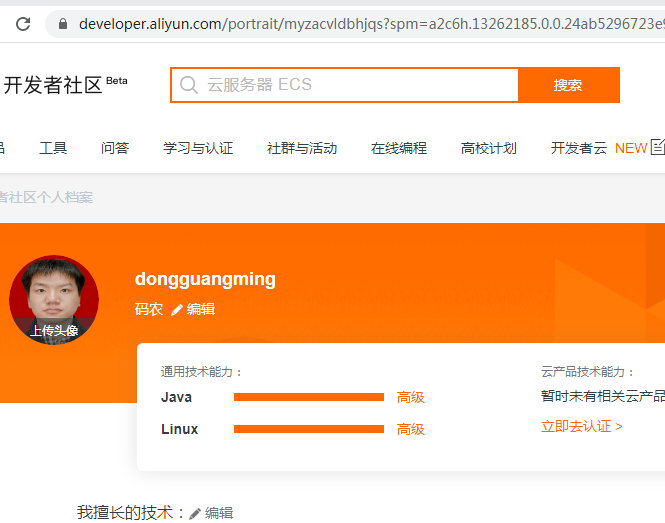 developer.aliyun.com/portrait/myzacvldbhjqs?spm=a2c6h.13262185.0.0.24ab5296723e9
开发者社区 Beta
云服务器 ECS
搜索
品 工具 问答 学习与认证 社群与活动 在线编程 高校计划 开发者云 NEW
者社区个人档案
dongguangming
码农 编辑
上传头像
通用技术能力： 云产品技术能力：
Java 高级 暂时未有相关云产品
Linux 高级 立即去认证 >
我擅长的技术： 编辑